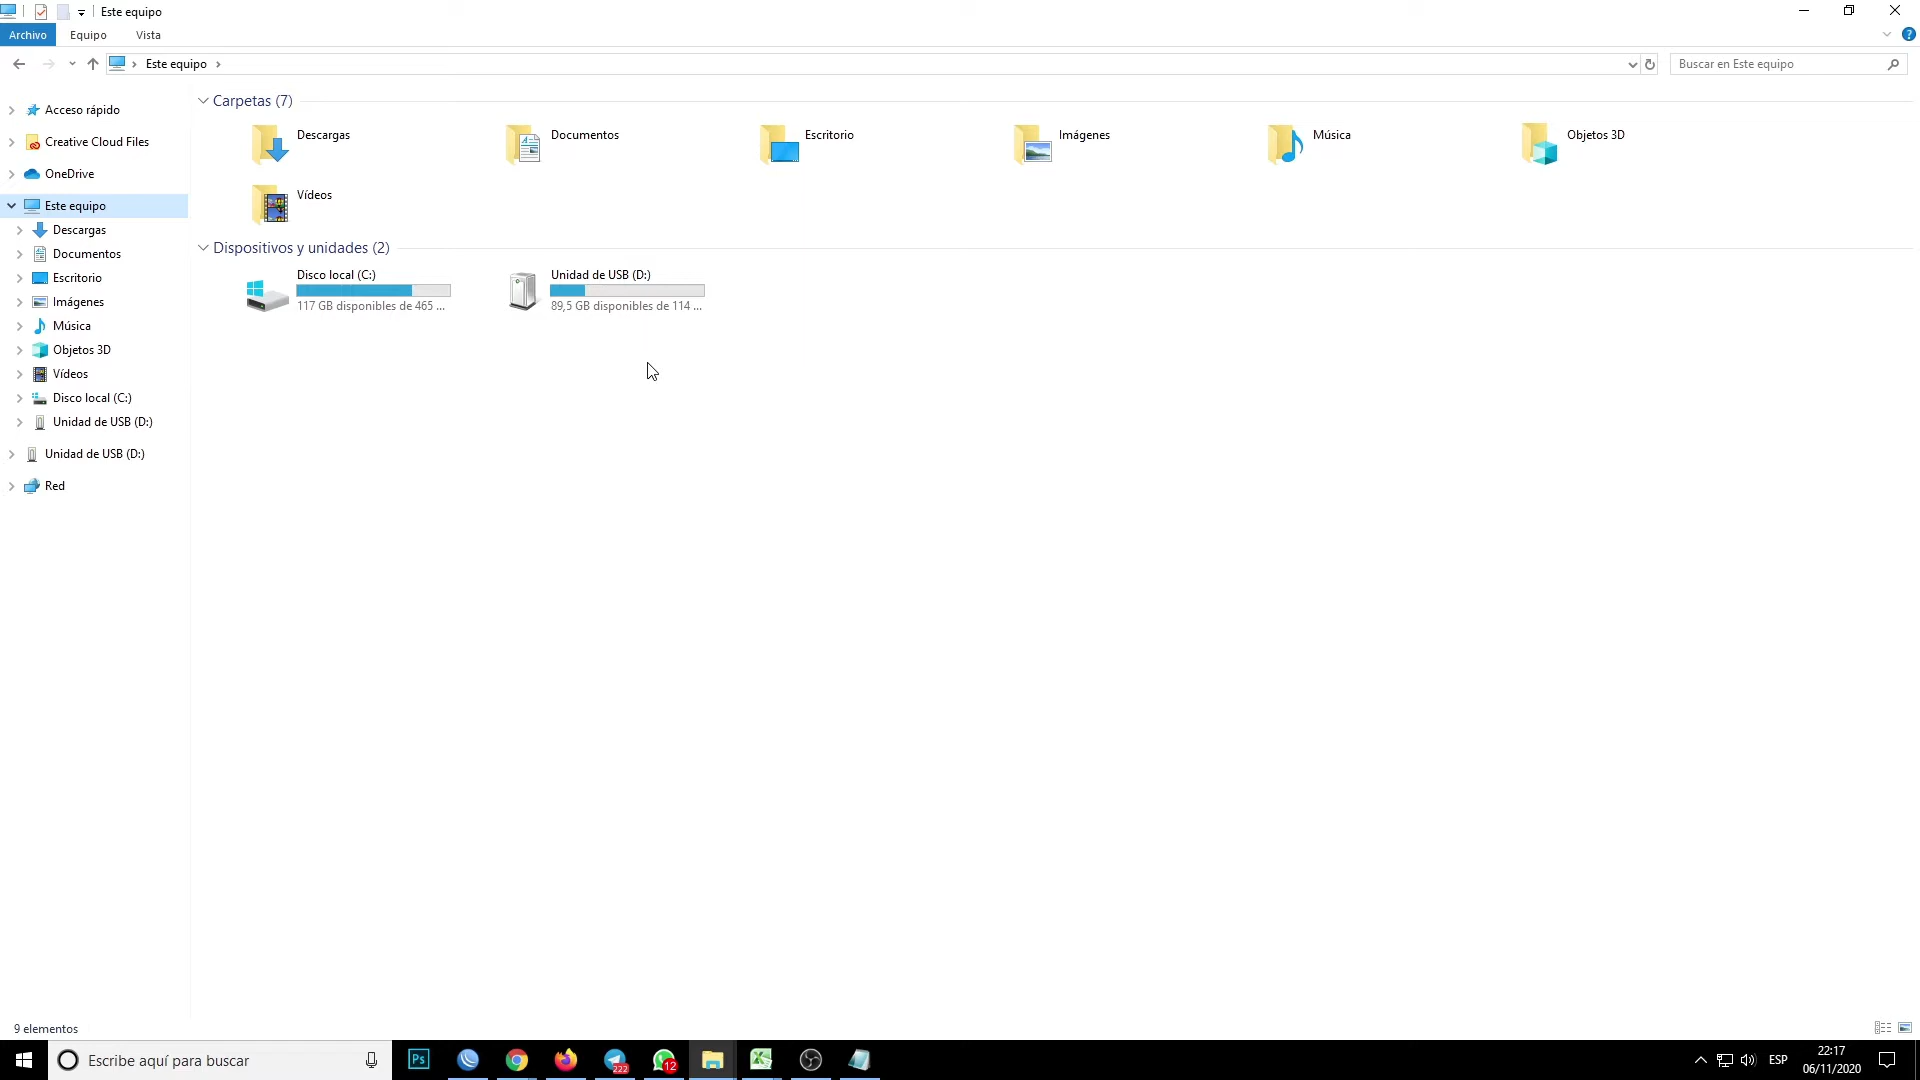 Este equipo
Archivo Equipo Vista
Este equipo
Buscar en Este equipo
Acceso rápido
Creative Cloud Files
OneDrive
Este equipo
Descargas
Documentos
Escritorio
Imágenes
Música
Objetos 3D
Vídeos
Disco local (C:)
Unidad de USB (D:)
Unidad de USB (D:)
Red
Carpetas (7)
Descargas
Documentos
Escritorio
Imágenes
Música
Objetos 3D
Vídeos
Dispositivos y unidades (2)
Disco local (C:)
117 GB disponibles de 465 ...
Unidad de USB (D:)
89,5 GB disponibles de 114 ...
9 elementos
Escribe aquí para buscar
Ps
222
12
ESP
22:17
06/11/2020